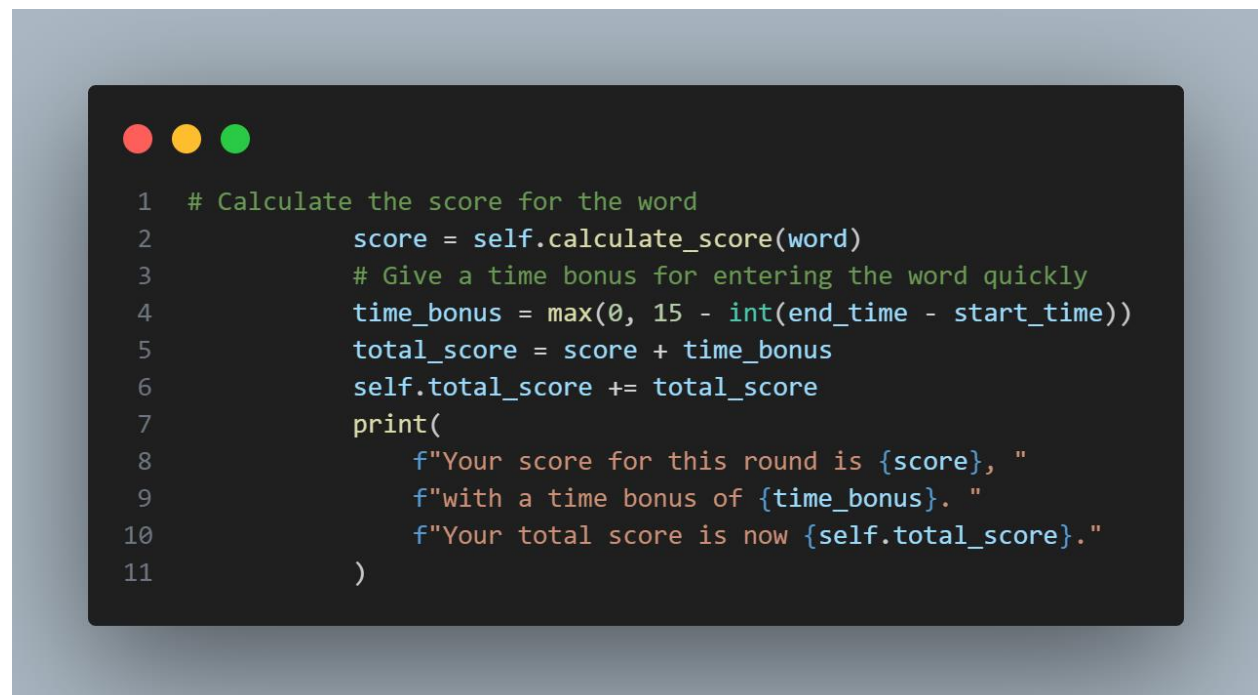 1 # Calculate the score for the word
2             score = self.calculate_score(word)
3             # Give a time bonus for entering the word quickly
4             time_bonus = max(0, 15 - int(end_time - start_time))
5             total_score = score + time_bonus
6             self.total_score += total_score
7             print(
8                 f"Your score for this round is {score}, "
9                 f"with a time bonus of {time_bonus}. "
10                 f"Your total score is now {self.total_score}."
11             )